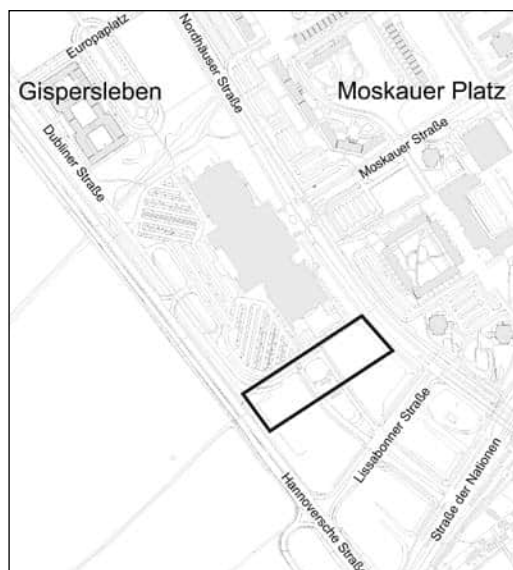 Europaplatz
Nordhäuser Straße
Gispersleben
Moskauer Platz
Dubliner Straße
Moskauer Straße
Lissabonner Straße
Straße der Nationen
Hannoversche Straße